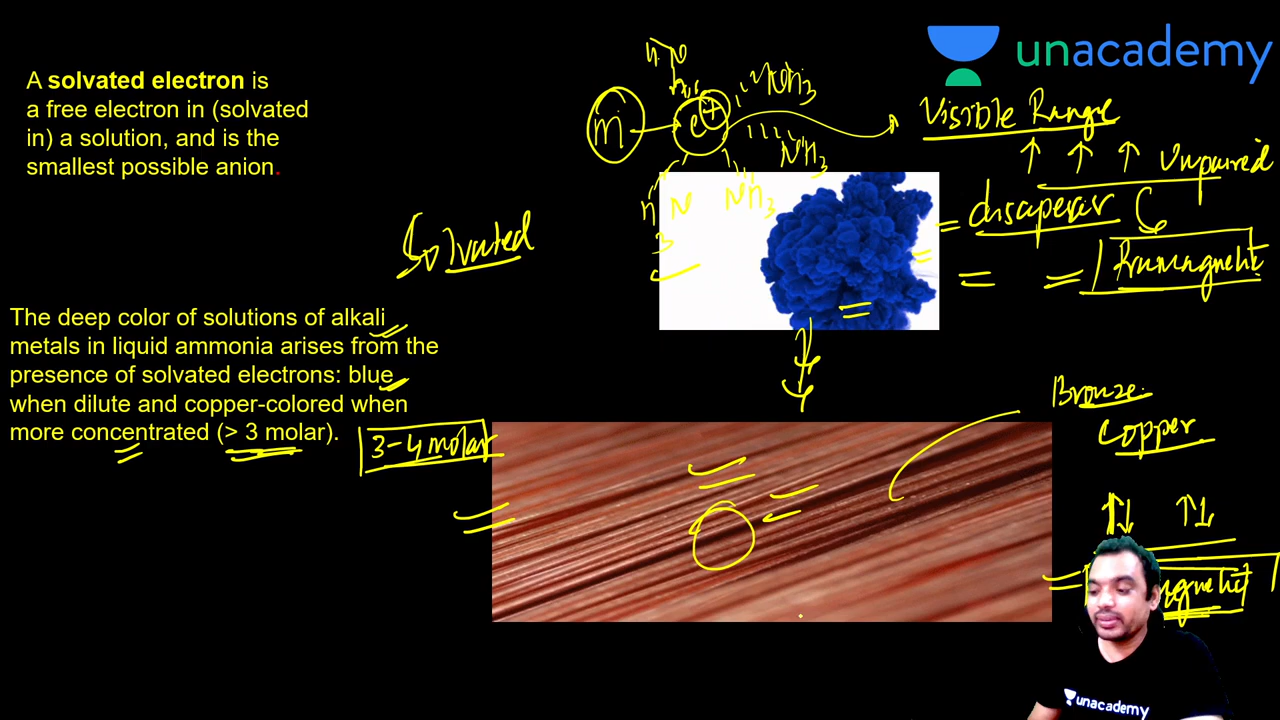 unacademy
A solvated electron is
a free electron in (solvated
in) a solution, and is the
smallest possible anion.
m
NH3
NH3
NH3
Visible Range
Unpaired
disapear
Solvated
The deep color of solutions of alkali
metals in liquid ammonia arises from the
presence of solvated electrons: blue
when dilute and copper-colored when
more concentrated (> 3 molar).
3-4 molar
Bronze
Copper
unacademy